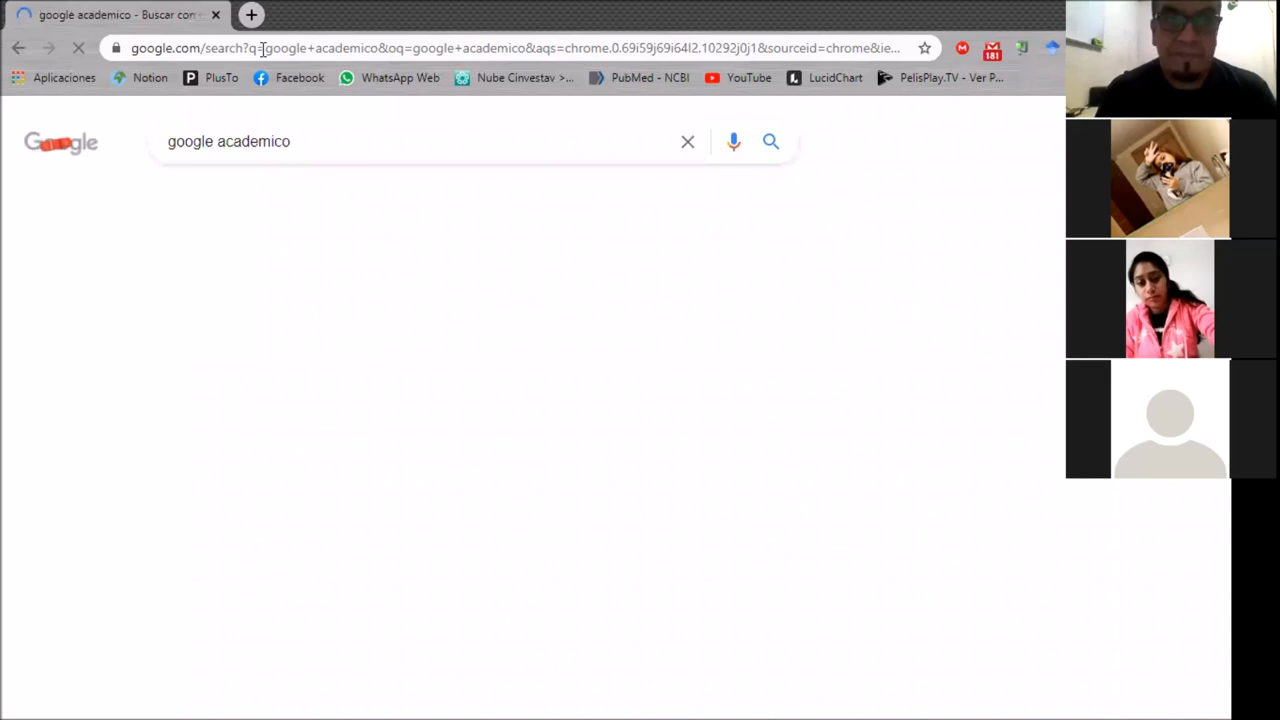 google academico - Buscar con
google.com/search?q=google+academico&oq=google+academico&aqs=chrome.0.69i59j69i64l2.10292j0j1&sourceid=chrome&ie...
181
Aplicaciones Notion PlusTo Facebook WhatsApp Web Nube Cinvestav >... PubMed - NCBI YouTube LucidChart PelisPlay.TV - Ver P...
Google google academico